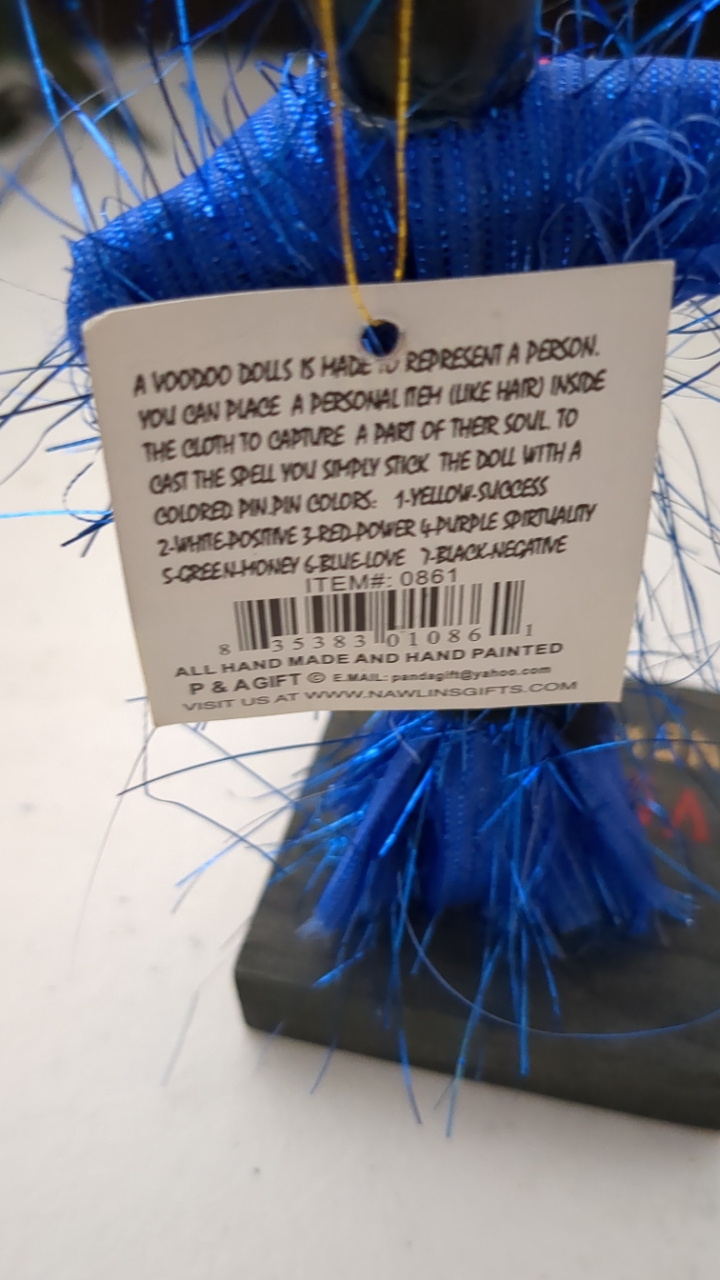 A VOODOO DOLLS IS MADE TO REPRESENT A PERSON.
YOU CAN PLACE A PERSONAL ITEM (LIKE HAIR) INSIDE
THE CLOTH TO CAPTURE A PART OF THEIR SOUL. TO
CAST THE SPELL YOU SIMPLY STICK THE DOLL WITH A
COLORED PIN.PIN COLORS: 1-YELLOW-SUCCESS
2-WHITE-POSITIVE 3-RED-POWER 4-PURPLE SPIRTUALITY
5-GREEN-MONEY 6-BLUE-LOVE 7-BLACK-NEGATIVE
ITEM#: 0861
8 35383 01086 1
ALL HAND MADE AND HAND PAINTED
P & A GIFT © E.MAIL: pandagift@yahoo.com
VISIT US AT WWW.NAWLINSGIFTS.COM